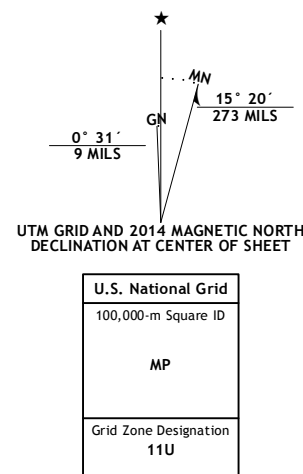 ★
MN
GN
15° 20´
273 MILS
0° 31´
9 MILS
UTM GRID AND 2014 MAGNETIC NORTH
DECLINATION AT CENTER OF SHEET
U.S. National Grid
100,000-m Square ID
MP
Grid Zone Designation
11U